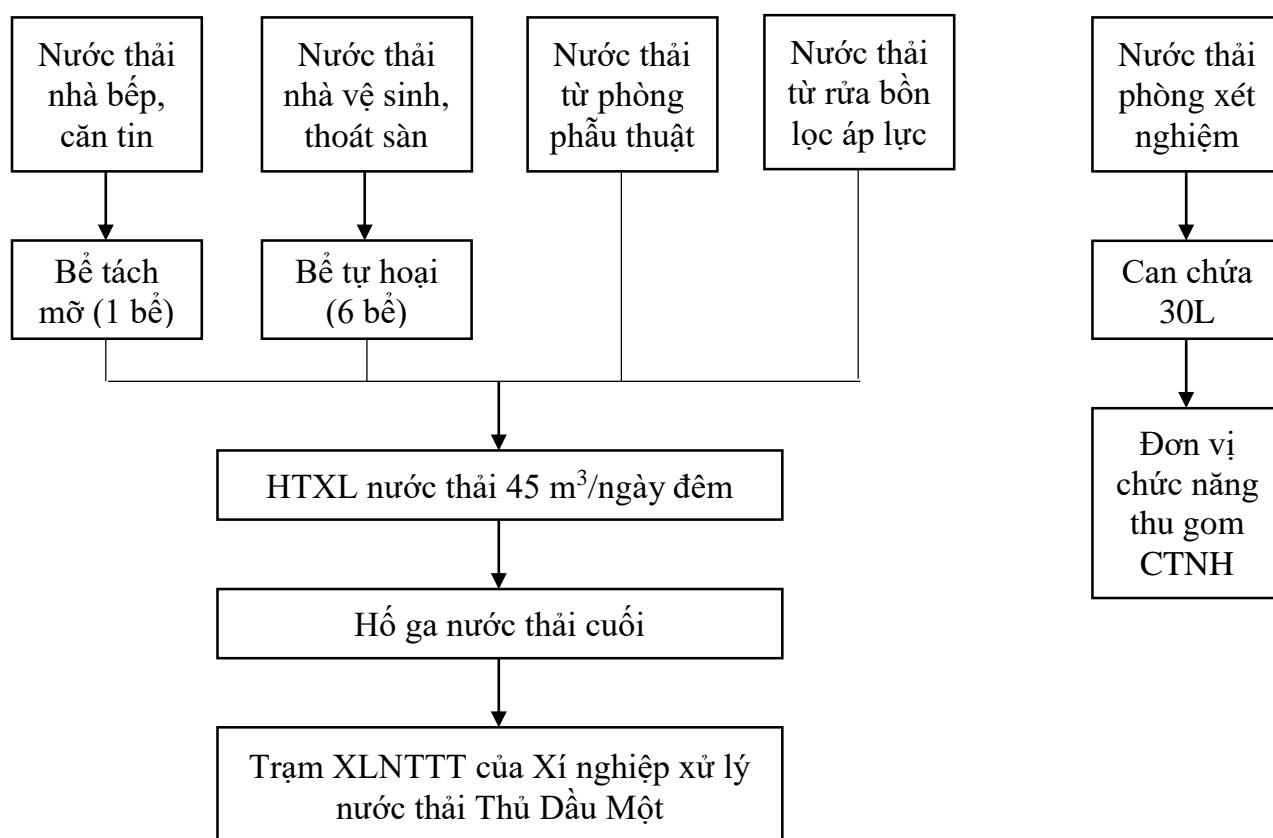 Nước thải
nhà bếp,
căn tin
Nước thải
nhà vệ sinh,
thoát sàn
Nước thải
từ phòng
phẫu thuật
Nước thải
từ rửa bồn
lọc áp lực
Nước thải
phòng xét
nghiệm
Bể tách
mỡ (1 bể)
Bể tự hoại
(6 bể)
Can chứa
30L
HTXL nước thải 45 m³/ngày đêm
Đơn vị
chức năng
thu gom
CTNH
Hố ga nước thải cuối
Trạm XLNTTT của Xí nghiệp xử lý
nước thải Thủ Dầu Một